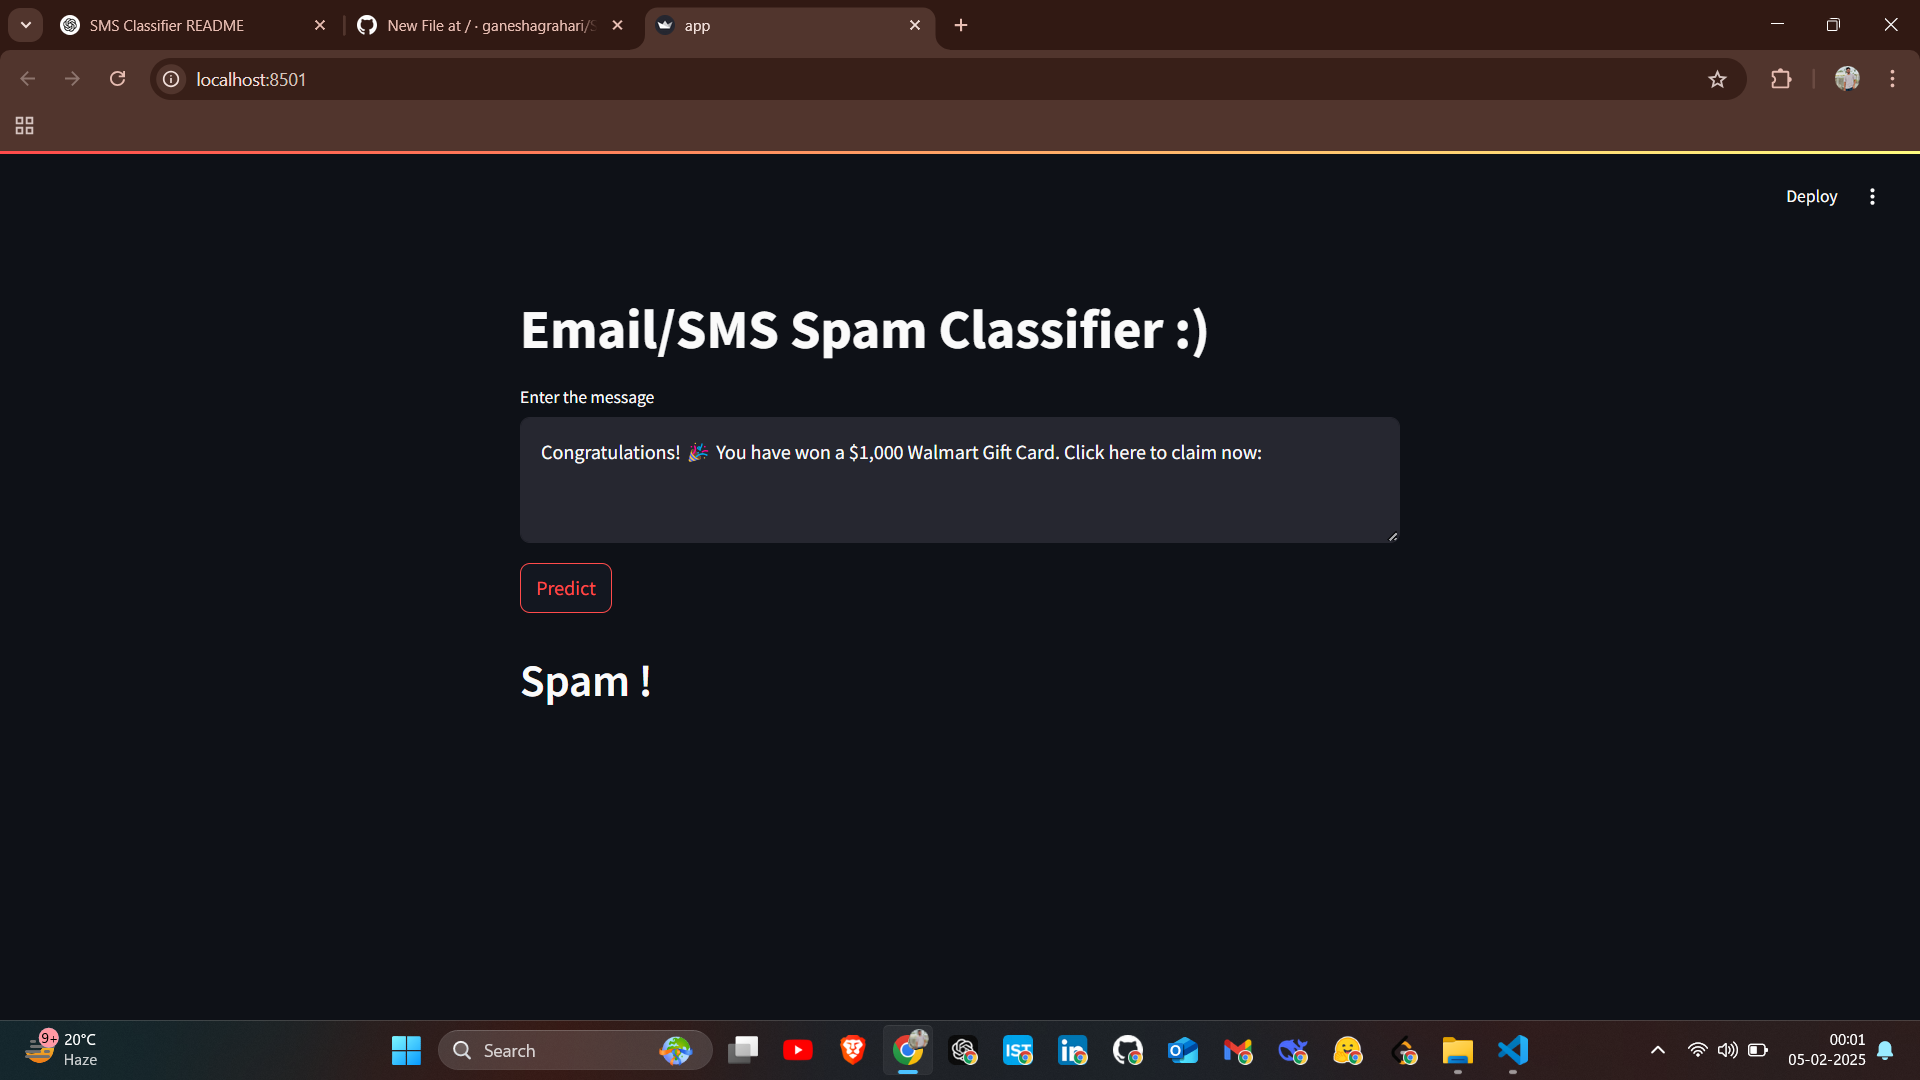 SMS Classifier README
New File at / · ganeshagrahari/S
app
localhost:8501
Deploy
Email/SMS Spam Classifier :)
Enter the message
Congratulations! 🎉 You have won a $1,000 Walmart Gift Card. Click here to claim now:
Predict
Spam !
9+
20°C
Haze
Search
IST
00:01
05-02-2025